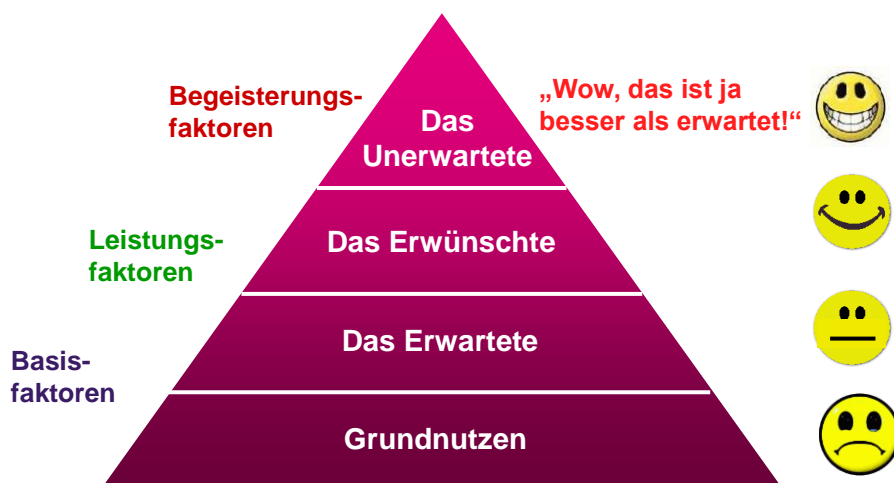 Begeisterungs-
faktoren
Das
Unerwartete
„Wow, das ist ja
besser als erwartet!“
Leistungs-
faktoren
Das Erwünschte
Basis-
faktoren
Das Erwartete
Grundnutzen